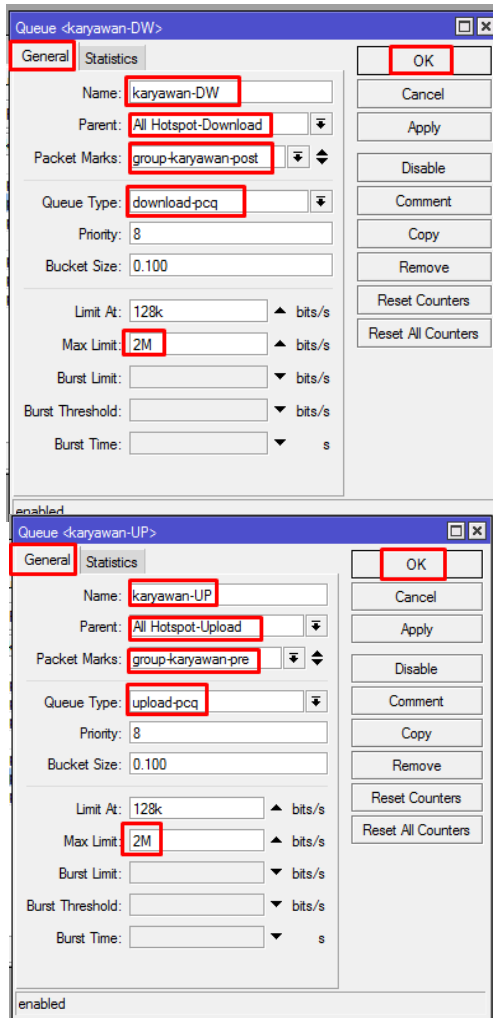 Queue <karyawan-DW>
General Statistics
OK
Name: karyawan-DW
Cancel
Parent: All Hotspot-Download
Apply
Packet Marks: group-karyawan-post
Disable
Queue Type: download-pcq
Comment
Priority: 8
Copy
Bucket Size: 0.100
Remove
Limit At: 128k bits/s
Reset Counters
Max Limit: 2M bits/s
Reset All Counters
Burst Limit: bits/s
Burst Threshold: bits/s
Burst Time: s
enabled
Queue <karyawan-UP>
General Statistics
OK
Name: karyawan-UP
Cancel
Parent: All Hotspot-Upload
Apply
Packet Marks: group-karyawan-pre
Disable
Queue Type: upload-pcq
Comment
Priority: 8
Copy
Bucket Size: 0.100
Remove
Limit At: 128k bits/s
Reset Counters
Max Limit: 2M bits/s
Reset All Counters
Burst Limit: bits/s
Burst Threshold: bits/s
Burst Time: s
enabled